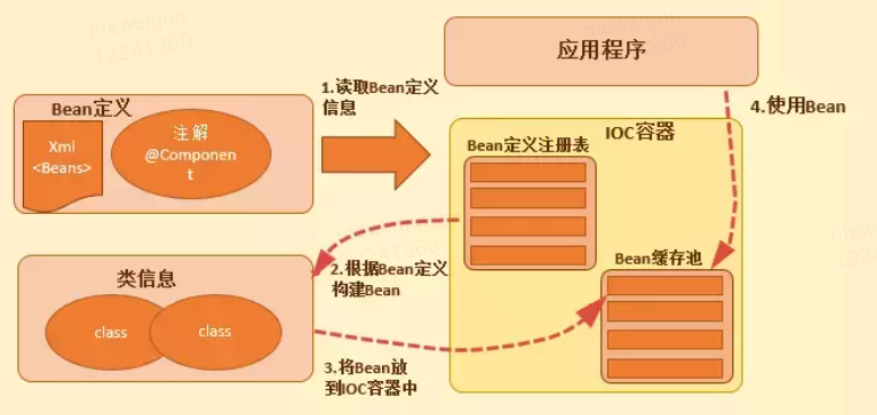 niewenjun
12241360
应用程序
Bean定义
Xml
<Beans>
注解
@Componen
t
1.读取Bean定义
信息
4.使用Bean
IOC容器
Bean定义注册表
类信息
class
class
2.根据Bean定义
构建Bean
Bean缓存池
3.将Bean放
到IOC容器中